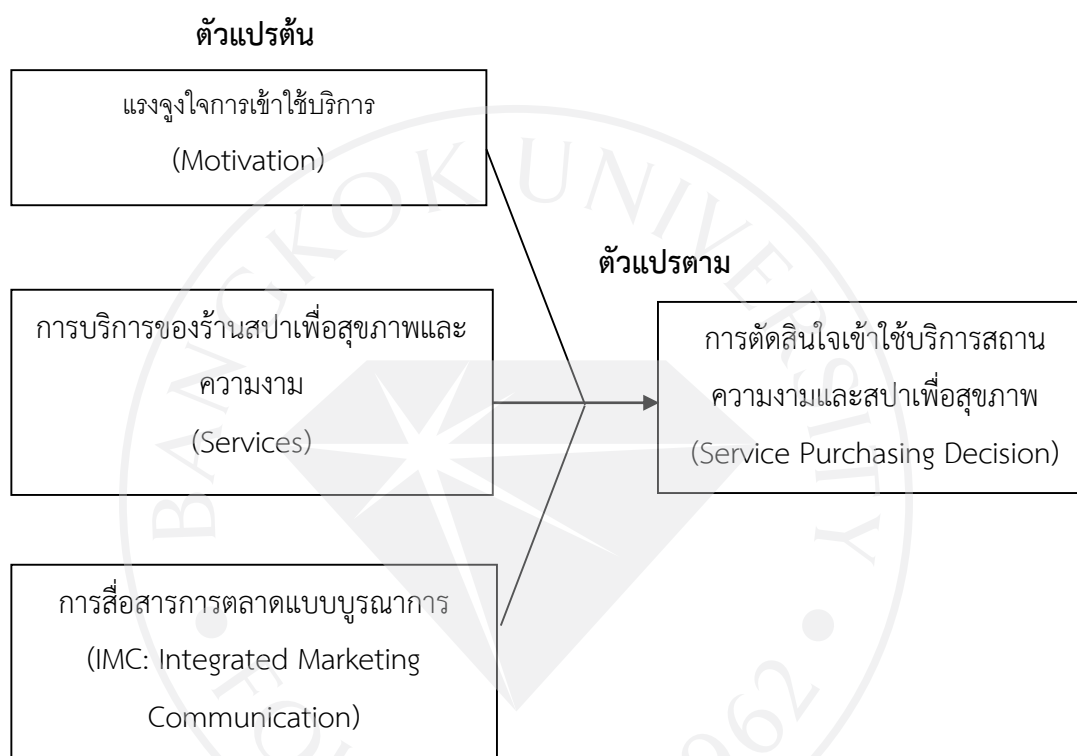 ตัวแปรต้น
แรงจูงใจการเข้าใช้บริการ
(Motivation)
ตัวแปรตาม
การบริการของร้านสปาเพื่อสุขภาพและ
ความงาม
(Services)
การตัดสินใจเข้าใช้บริการสถาน
ความงามและสปาเพื่อสุขภาพ
(Service Purchasing Decision)
การสื่อสารการตลาดแบบบูรณาการ
(IMC: Integrated Marketing
Communication)
BANGKOK UNIVERSITY